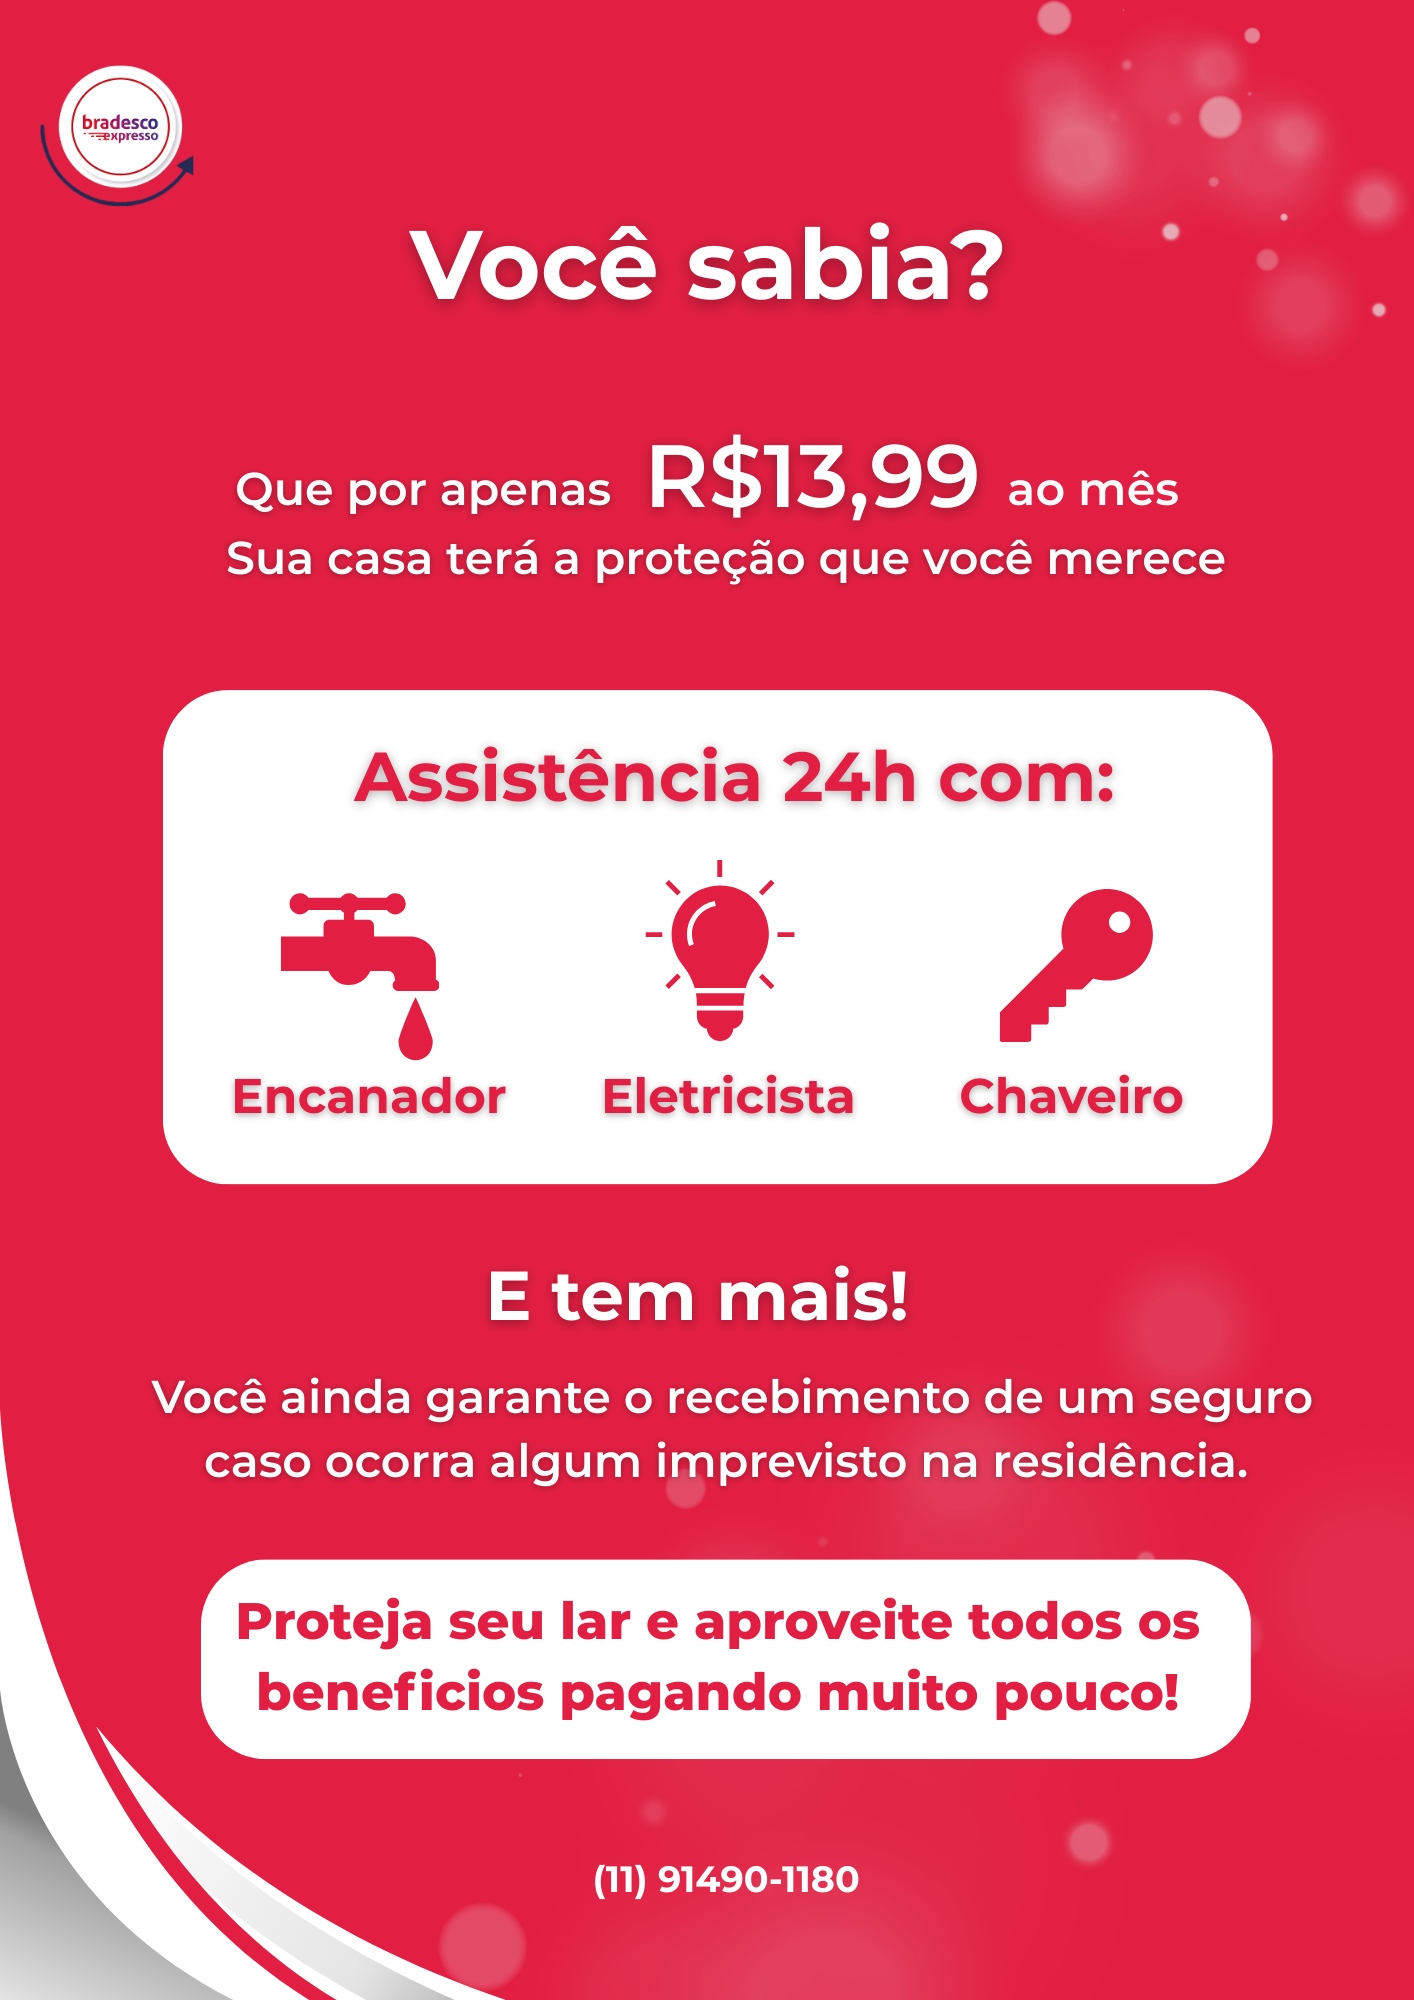 bradesco
expresso
Você sabia?
Que por apenas R$13,99 ao mês
Sua casa terá a proteção que você merece
Assistência 24h com:
Encanador Eletricista Chaveiro
E tem mais!
Você ainda garante o recebimento de um seguro
caso ocorra algum imprevisto na residência.
Proteja seu lar e aproveite todos os
beneficios pagando muito pouco!
(11) 91490-1180